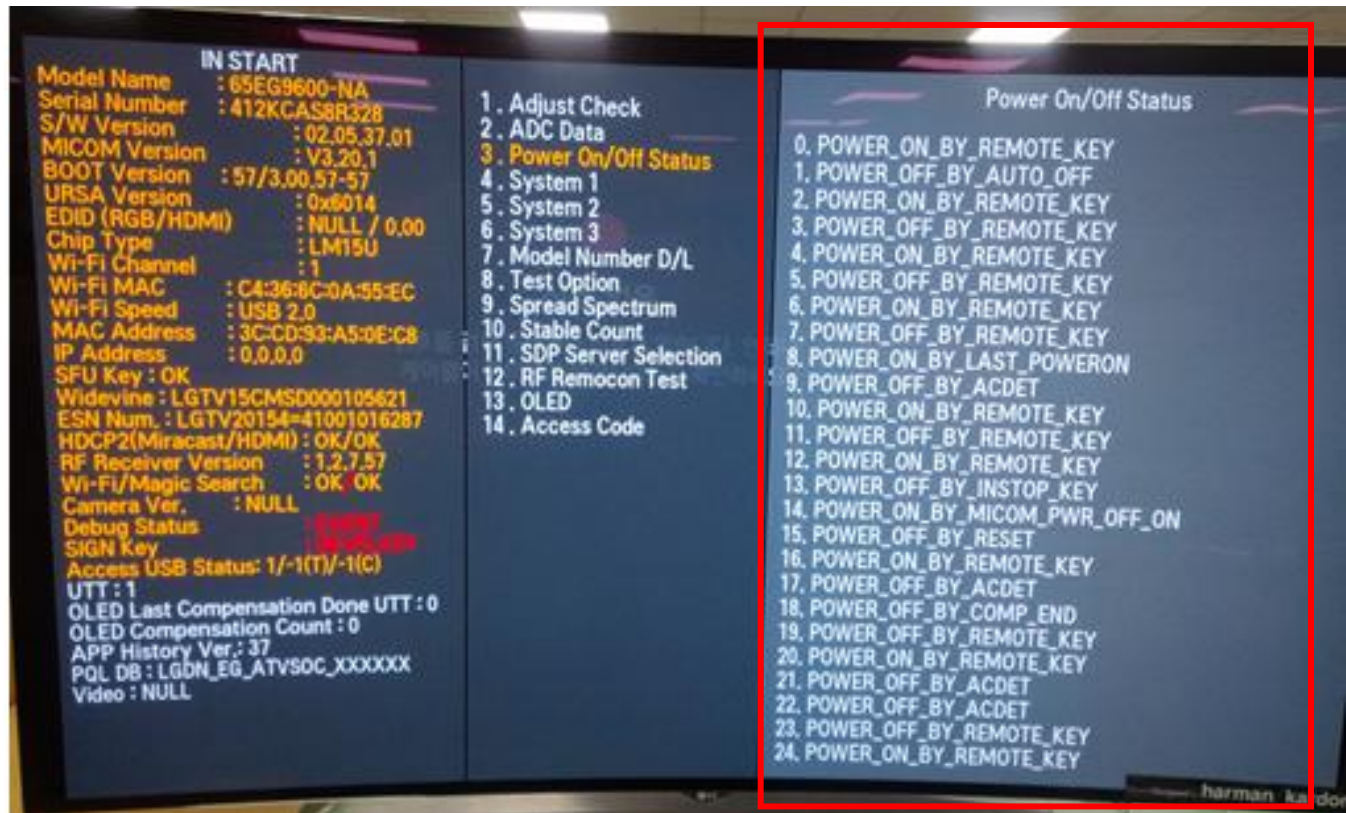 IN START
Model Name : 65EG9600-NA
Serial Number : 412KCAS8R328
S/W Version : 02.05.37.01
MICOM Version : V3.20.1
BOOT Version : 57/3.00.57-57
URSA Version : 0x6014
EDID (RGB/HDMI) : NULL / 0.00
Chip Type : LM15U
Wi-Fi Channel : 1
Wi-Fi MAC : C4:36:6C:0A:55:EC
Wi-Fi Speed : USB 2.0
MAC Address : 3C:CD:93:A5:0E:C8
IP Address : 0.0.0.0
SFU Key : OK
Widevine : LGTV15CMSD000105621
ESN Num. : LGTV20154=41001016287
HDCP2(Miracast/HDMI) : OK/OK
RF Receiver Version : 1.2.7.57
Wi-Fi/Magic Search : OK/OK
Camera Ver. : NULL
Debug Status
SIGN Key
Access USB Status: 1/-1(T)/-1(C)
UTT : 1
OLED Last Compensation Done UTT : 0
OLED Compensation Count : 0
APP History Ver.: 37
PQL DB : LGDN_EG_ATVSOC_XXXXXX
Video : NULL
1 . Adjust Check
2 . ADC Data
3 . Power On/Off Status
4 . System 1
5 . System 2
6 . System 3
7 . Model Number D/L
8 . Test Option
9 . Spread Spectrum
10 . Stable Count
11 . SDP Server Selection
12 . RF Remocon Test
13 . OLED
14 . Access Code
Power On/Off Status
0. POWER_ON_BY_REMOTE_KEY
1. POWER_OFF_BY_AUTO_OFF
2. POWER_ON_BY_REMOTE_KEY
3. POWER_OFF_BY_REMOTE_KEY
4. POWER_ON_BY_REMOTE_KEY
5. POWER_OFF_BY_REMOTE_KEY
6. POWER_ON_BY_REMOTE_KEY
7. POWER_OFF_BY_REMOTE_KEY
8. POWER_ON_BY_LAST_POWERON
9. POWER_OFF_BY_ACDET
10. POWER_ON_BY_REMOTE_KEY
11. POWER_OFF_BY_REMOTE_KEY
12. POWER_ON_BY_REMOTE_KEY
13. POWER_OFF_BY_INSTOP_KEY
14. POWER_ON_BY_MICOM_PWR_OFF_ON
15. POWER_OFF_BY_RESET
16. POWER_ON_BY_REMOTE_KEY
17. POWER_OFF_BY_ACDET
18. POWER_OFF_BY_COMP_END
19. POWER_OFF_BY_REMOTE_KEY
20. POWER_ON_BY_REMOTE_KEY
21. POWER_OFF_BY_ACDET
22. POWER_OFF_BY_ACDET
23. POWER_OFF_BY_REMOTE_KEY
24. POWER_ON_BY_REMOTE_KEY
harman kardon